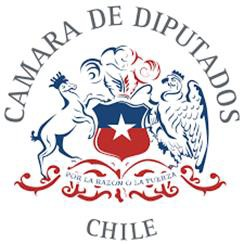 CAMARA DE DIPUTADOS
POR LA RAZON O LA FUERZA
CHILE